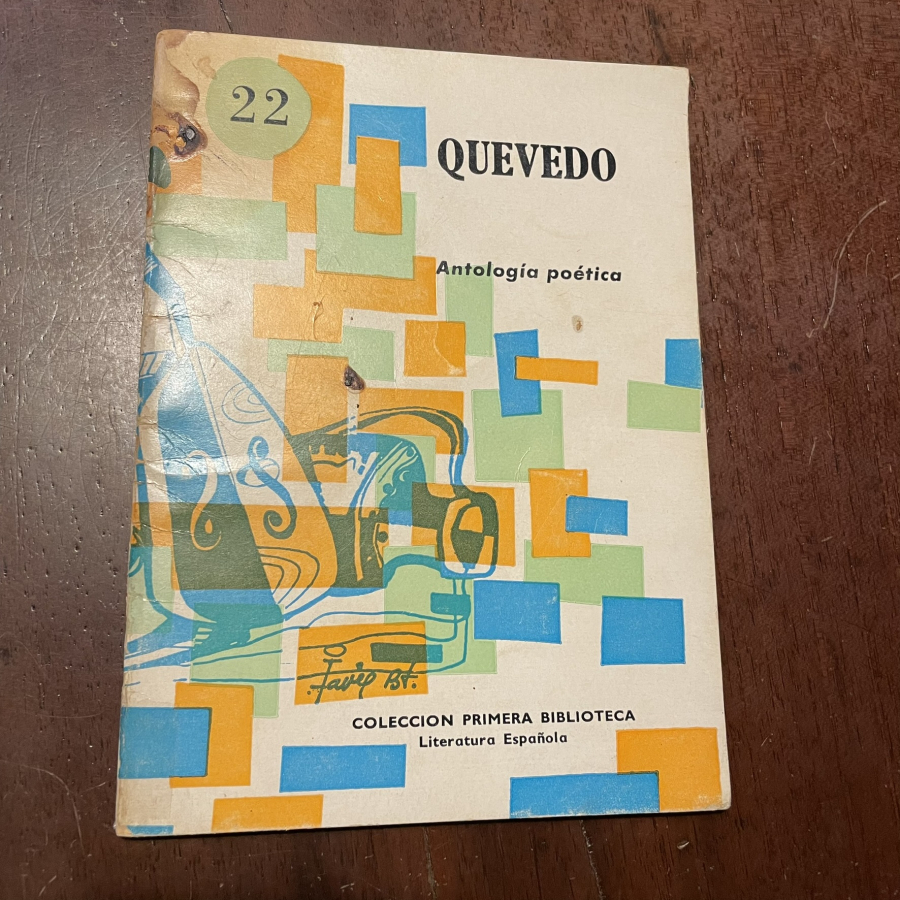 22
QUEVEDO
Antología poética
COLECCION PRIMERA BIBLIOTECA
Literatura Española